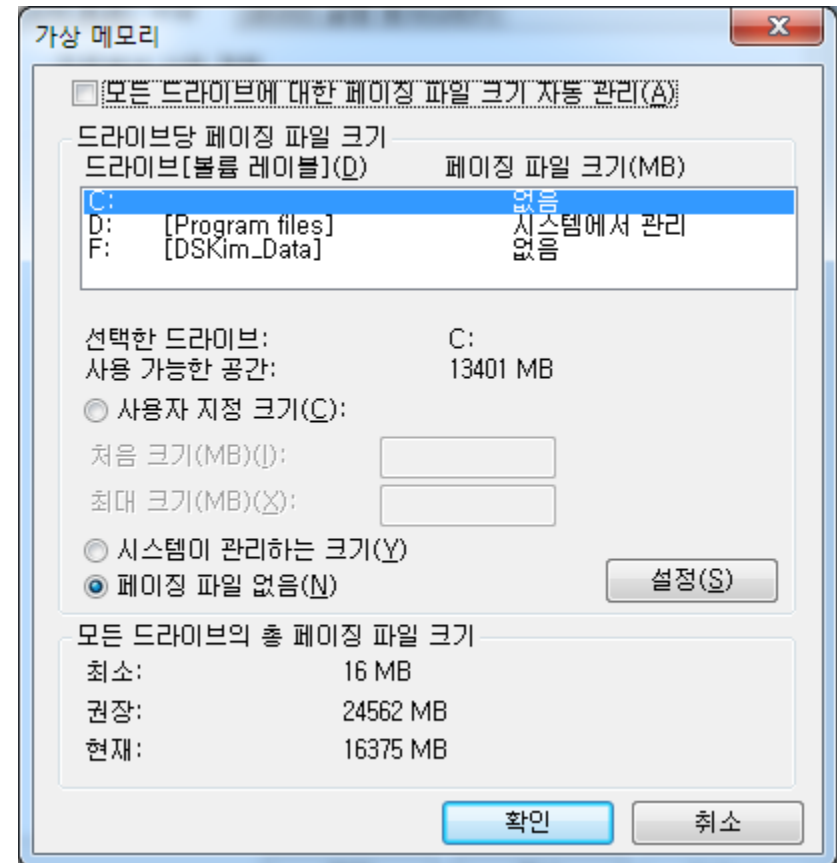 가상 메모리
모든 드라이브에 대한 페이징 파일 크기 자동 관리(A)
드라이브당 페이징 파일 크기
드라이브[볼륨 레이블](D) 페이징 파일 크기(MB)
C: 없음
D: [Program files] 시스템에서 관리
F: [DSKim_Data] 없음
선택한 드라이브: C:
사용 가능한 공간: 13401 MB
사용자 지정 크기(C):
처음 크기(MB)(I):
최대 크기(MB)(X):
시스템이 관리하는 크기(Y)
페이징 파일 없음(N) 설정(S)
모든 드라이브의 총 페이징 파일 크기
최소: 16 MB
권장: 24562 MB
현재: 16375 MB
확인 취소